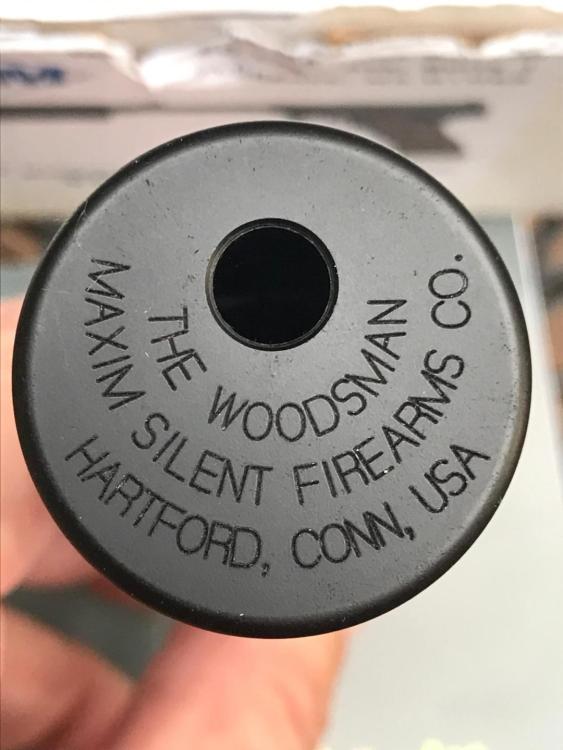 THE WOODSMAN
MAXIM SILENT FIREARMS CO.
HARTFORD, CONN, USA